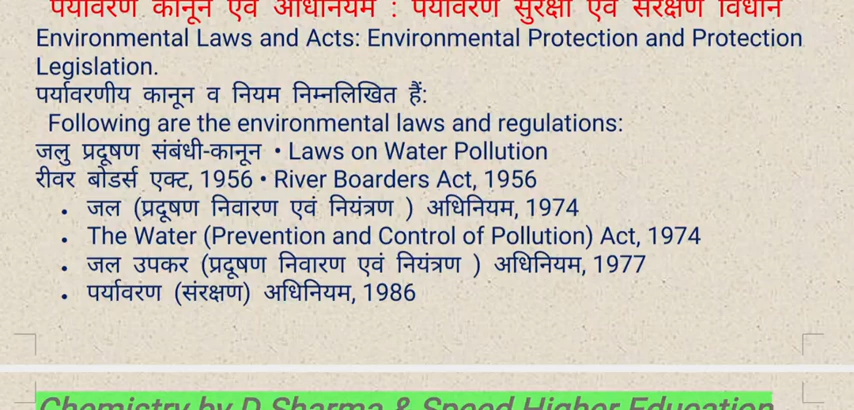 पर्यावरण कानून एवं अधिनियम : पर्यावरण सुरक्षा एवं संरक्षण विधान
Environmental Laws and Acts: Environmental Protection and Protection
Legislation.
पर्यावरणीय कानून व नियम निम्नलिखित हैं:
Following are the environmental laws and regulations:
जलु प्रदूषण संबंधी-कानून • Laws on Water Pollution
रीवर बोडर्स एक्ट, 1956 • River Boarders Act, 1956
• जल (प्रदूषण निवारण एवं नियंत्रण ) अधिनियम, 1974
• The Water (Prevention and Control of Pollution) Act, 1974
• जल उपकर (प्रदूषण निवारण एवं नियंत्रण ) अधिनियम, 1977
• पर्यावरंण (संरक्षण) अधिनियम, 1986
Chemistry by D Sharma & Speed Higher Education